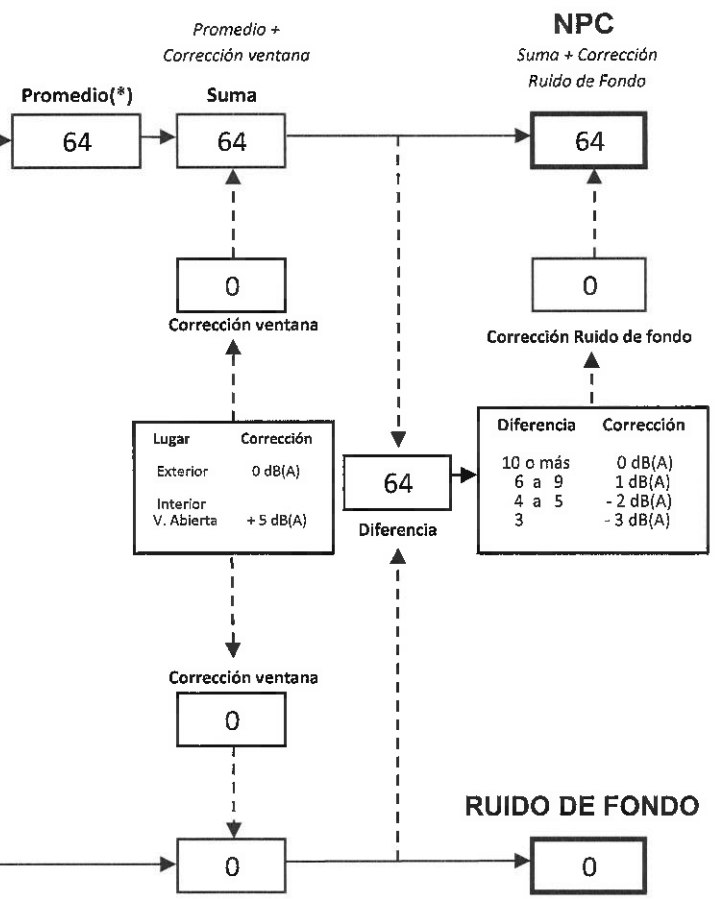 Promedio +
Corrección ventana
NPC
Suma + Corrección
Ruido de Fondo
Promedio(*)
Suma
64
64
64
0
Corrección ventana
0
Corrección Ruido de fondo
Lugar Corrección
Exterior 0 dB(A)
Interior
V. Abierta + 5 dB(A)
64
Diferencia
Diferencia Corrección
10 o más 0 dB(A)
6 a 9 1 dB(A)
4 a 5 - 2 dB(A)
3 - 3 dB(A)
Corrección ventana
0
RUIDO DE FONDO
0
0